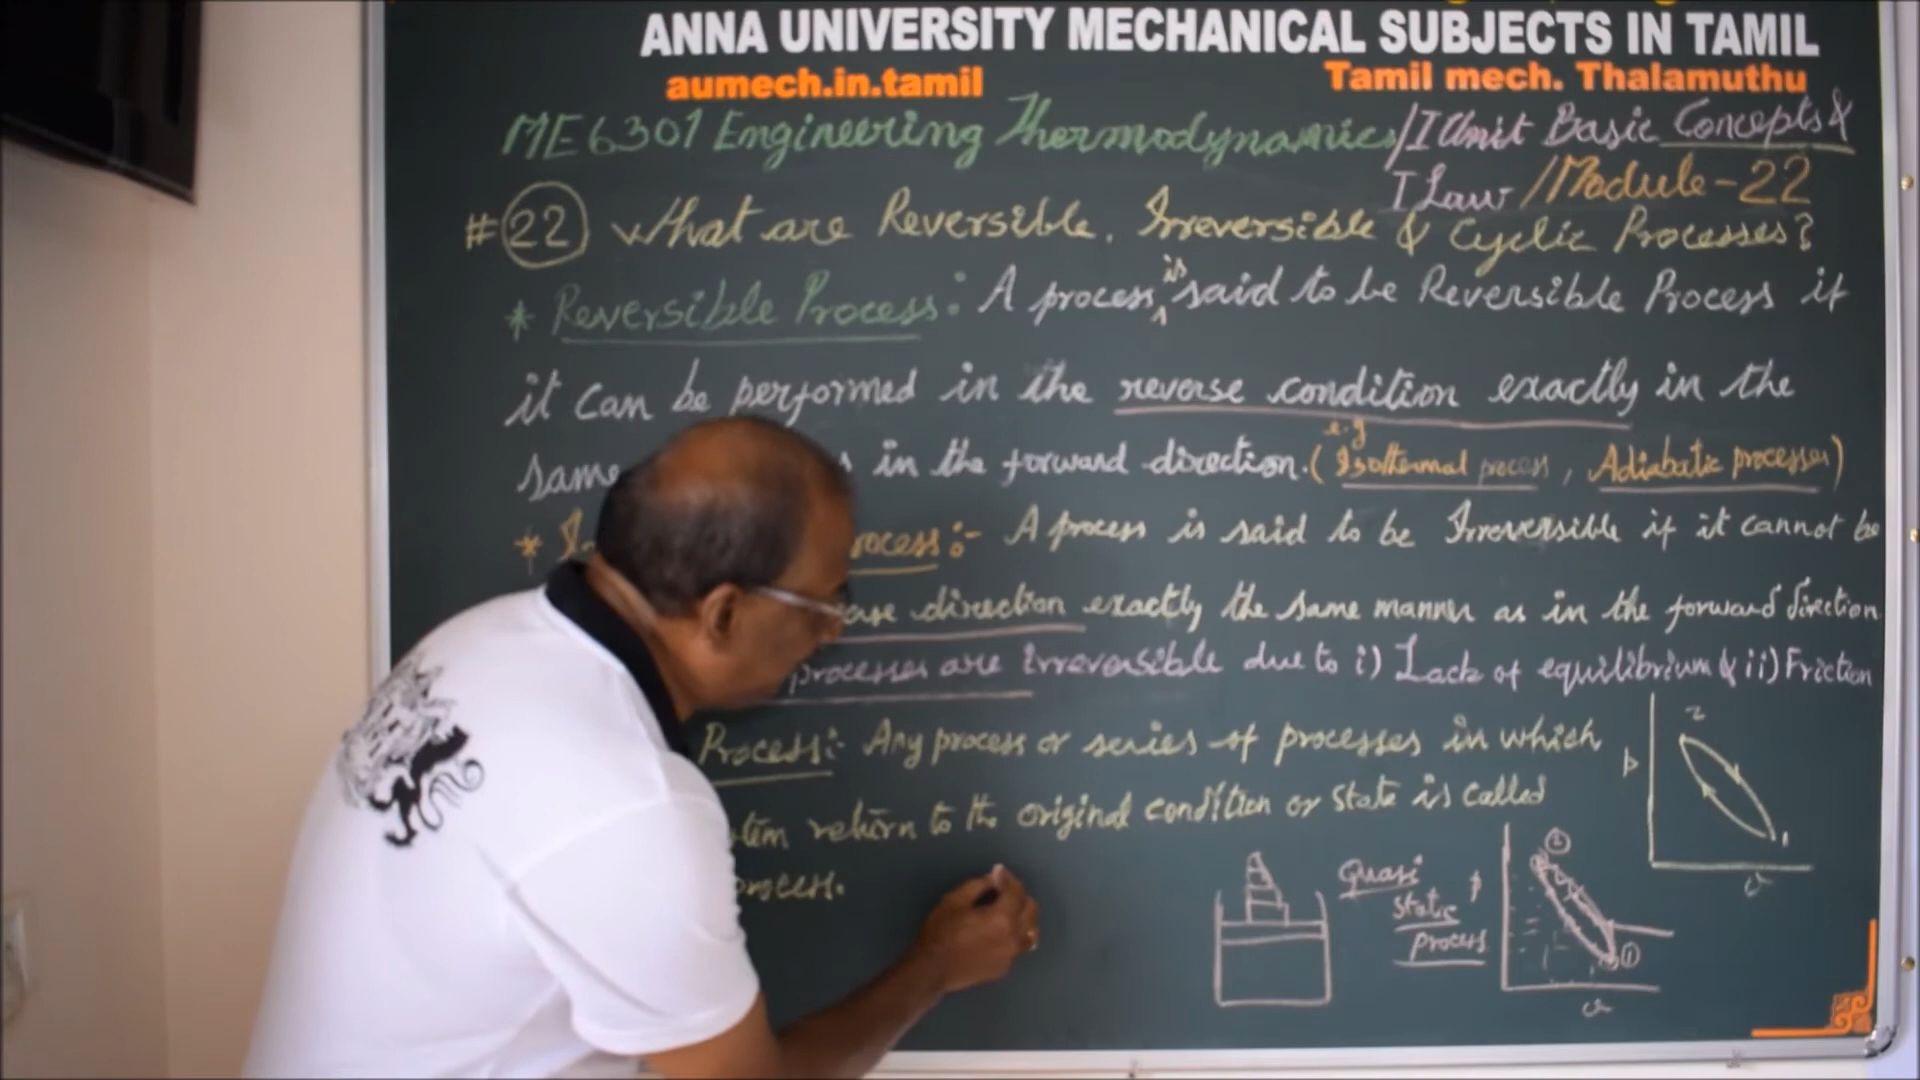 ANNA UNIVERSITY MECHANICAL SUBJECTS IN TAMIL
aumech.in.tamil
Tamil mech. Thalamuthu
ME6301 Engineering Thermodynamics/I Unit Basic Concepts &
I Law /Module-22
#22 What are Reversible, Irreversible & Cyclic Processes?
* Reversible Process: A process is said to be Reversible Process if
it can be performed in the reverse condition exactly in the
same in the forward direction. (e.g Isothermal process, Adiabatic processes)
* Process:- A process is said to be Irreversible if it cannot be
direction exactly the same manner as in the forward direction
processes are irreversible due to i) Lack of equilibrium & ii) Friction
Process:- Any process or series of processes in which
return to the original condition or state is called
2
p
1
v
Quasi
static
process
p
2
1
v